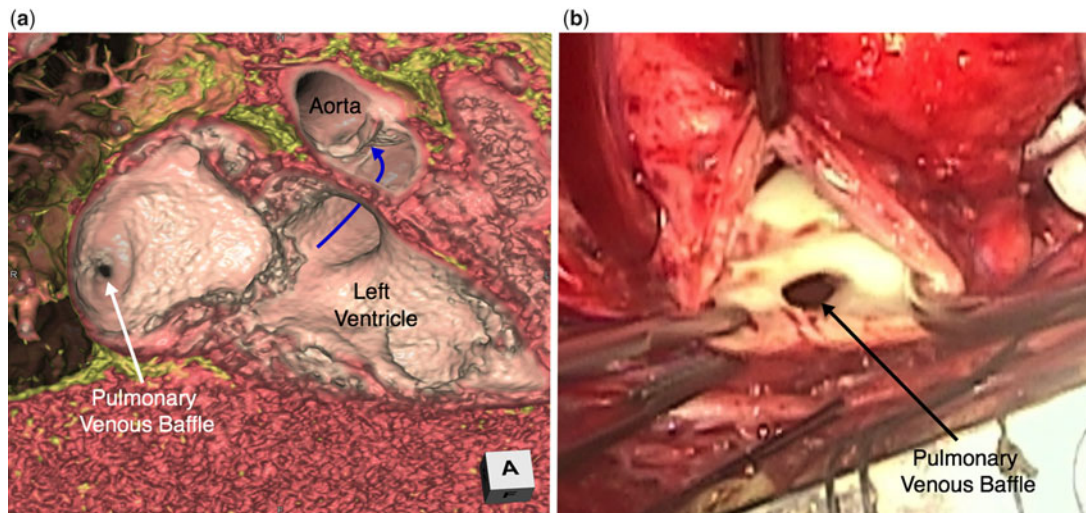 (a)
(b)
Aorta
Left
Ventricle
Pulmonary
Venous Baffle
R
A
F
Pulmonary
Venous Baffle